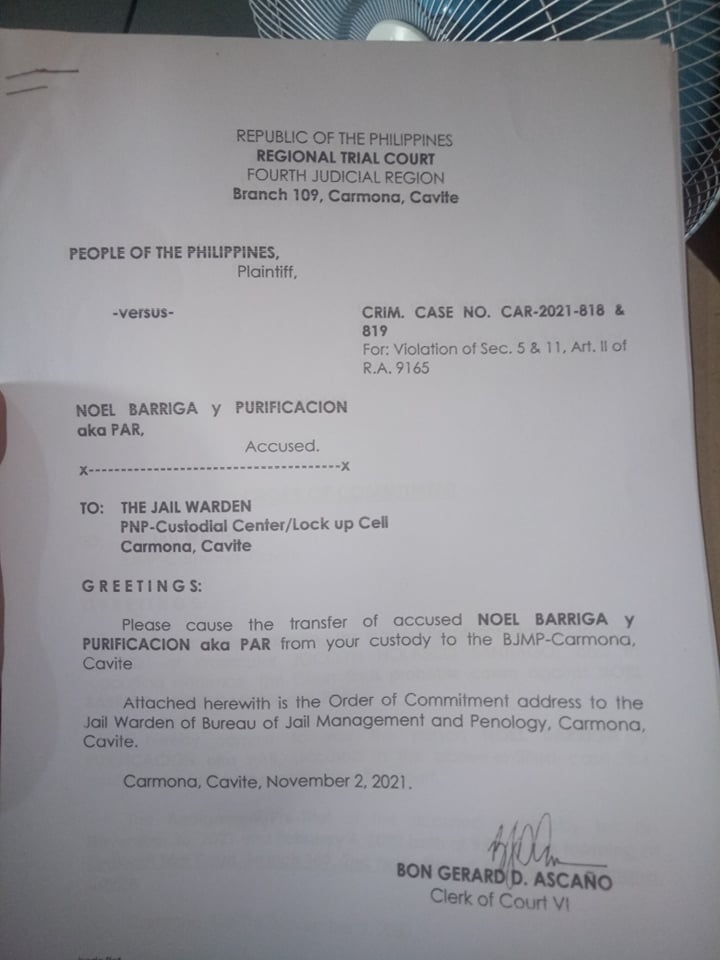 REPUBLIC OF THE PHILIPPINES
REGIONAL TRIAL COURT
FOURTH JUDICIAL REGION
Branch 109, Carmona, Cavite
PEOPLE OF THE PHILIPPINES,
Plaintiff,
-versus-
CRIM. CASE NO. CAR-2021-818 &
819
For: Violation of Sec. 5 & 11, Art. II of
R.A. 9165
NOEL BARRIGA y PURIFICACION
aka PAR,
Accused.
x-----------------------------------x
TO: THE JAIL WARDEN
PNP-Custodial Center/Lock up Cell
Carmona, Cavite
G R E E T I N G S:
Please cause the transfer of accused NOEL BARRIGA y
PURIFICACION aka PAR from your custody to the BJMP-Carmona,
Cavite
Attached herewith is the Order of Commitment address to the
Jail Warden of Bureau of Jail Management and Penology, Carmona,
Cavite.
Carmona, Cavite, November 2, 2021.
BON GERARD D. ASCAÑO
Clerk of Court VI